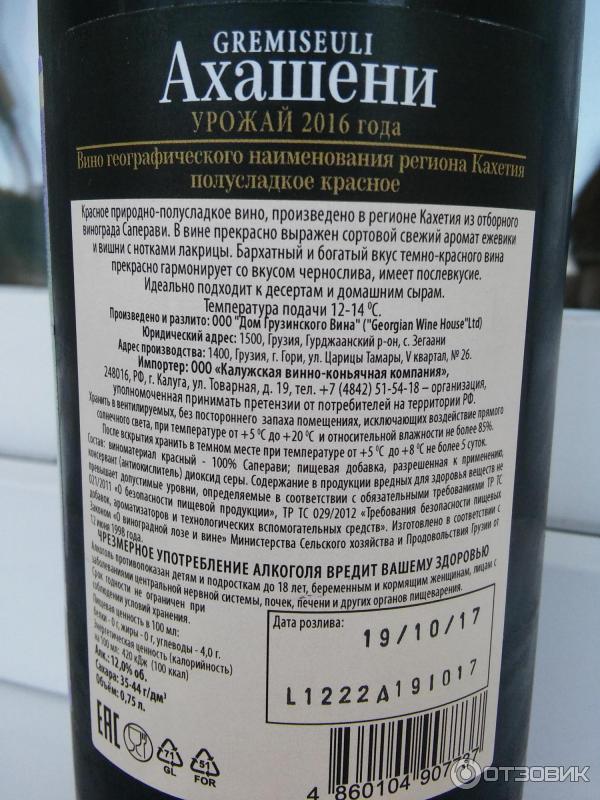 GREMISEULI
Ахашени
УРОЖАЙ 2016 года
Вино географического наименования региона Кахетия
полусладкое красное
Красное природно-полусладкое вино, произведено в регионе Кахетия из отборного
винограда Саперави. В вине прекрасно выражен сортовой свежий аромат ежевики
и вишни с нотками лакрицы. Бархатный и богатый вкус темно-красного вина
прекрасно гармонирует со вкусом чернослива, имеет послевкусие.
Идеально подходит к десертам и домашним сырам.
Температура подачи 12-14 ⁰С.
Произведено и разлито: ООО "Дом Грузинского Вина" ("Georgian Wine House"Ltd)
Юридический адрес: 1500, Грузия, Гурджаанский р-он, с. Зегаани
Адрес производства: 1400, Грузия, г. Гори, ул. Царицы Тамары, V квартал, № 26.
Импортер: ООО «Калужская винно-коньячная компания»,
248016, РФ, г. Калуга, ул. Товарная, д. 19, тел. +7 (4842) 51-54-18 – организация,
уполномоченная принимать претензии от потребителей на территории РФ.
Хранить в вентилируемых, без постороннего запаха помещениях, исключающих воздействие прямого
солнечного света, при температуре от +5 ⁰С до +20 ⁰С и относительной влажности не более 85%.
После вскрытия хранить в темном месте при температуре от +5 ⁰С до +8 ⁰С не более 5 суток.
Состав: виноматериал красный - 100% Саперави; пищевая добавка, разрешенная к применению,
консервант (антиокислитель) диоксид серы. Содержание в продукции вредных для здоровья веществ не
превышает допустимые уровни, определяемые в соответствии с обязательными требованиями ТР ТС
021/2011 «О безопасности пищевой продукции», ТР ТС 029/2012 «Требования безопасности пищевых
добавок, ароматизаторов и технологических вспомогательных средств». Изготовлено в соответствии с
Законом «О виноградной лозе и вине» Министерства Сельского хозяйства и Продовольствия Грузии от
12 июня 1998 года.
ЧРЕЗМЕРНОЕ УПОТРЕБЛЕНИЕ АЛКОГОЛЯ ВРЕДИТ ВАШЕМУ ЗДОРОВЬЮ
Алкоголь противопоказан детям и подросткам до 18 лет, беременным и кормящим женщинам, лицам с
заболеваниями центральной нервной системы, почек, печени и других органов пищеварения.
Срок годности не ограничен при
соблюдении условий хранения.
Пищевая ценность в 100 мл:
белки - 0 г, жиры - 0 г, углеводы - 4,0 г.
Энергетическая ценность (калорийность)
на 100 мл: 420 кДж (100 ккал)
Алк.: 12,0% об.
Сахара: 35-44 г/дм³
Объём: 0,75 л.
Дата розлива:
19/10/17
L1222Д191017
EAC
71
GL
51
FOR
4 860104 907
ОТЗОВИК